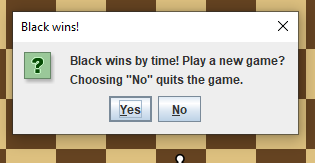 Black wins!
Black wins by time! Play a new game?
Choosing "No" quits the game.
Yes
No